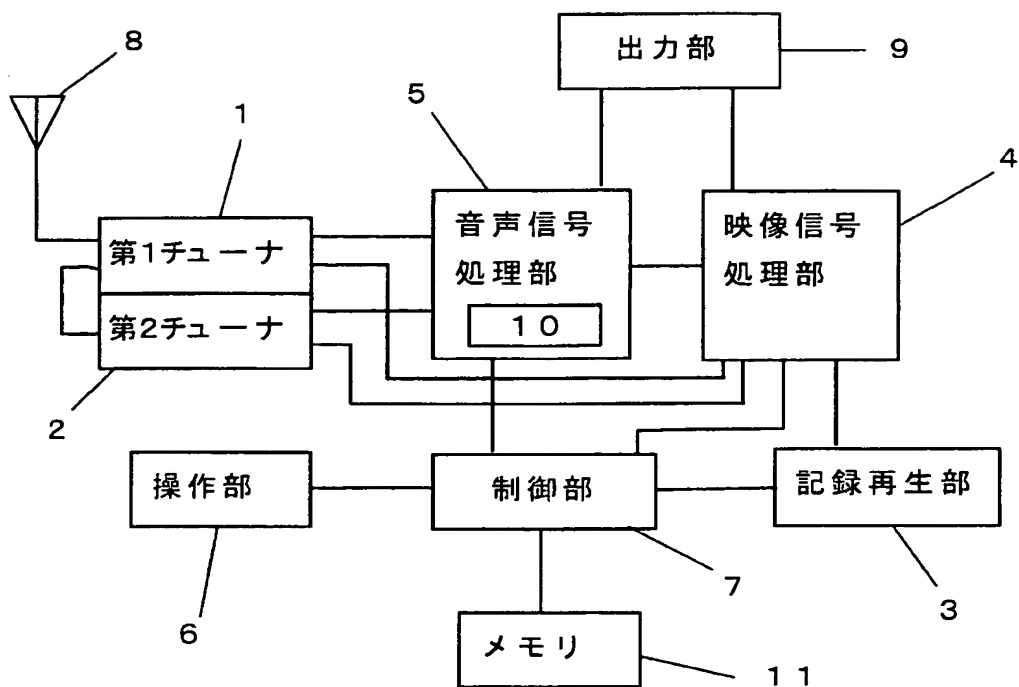 8
出力部
9
1
5
4
第1チューナ
音声信号
処理部
映像信号
処理部
第2チューナ
10
2
操作部
制御部
記録再生部
6
7
3
メモリ
11